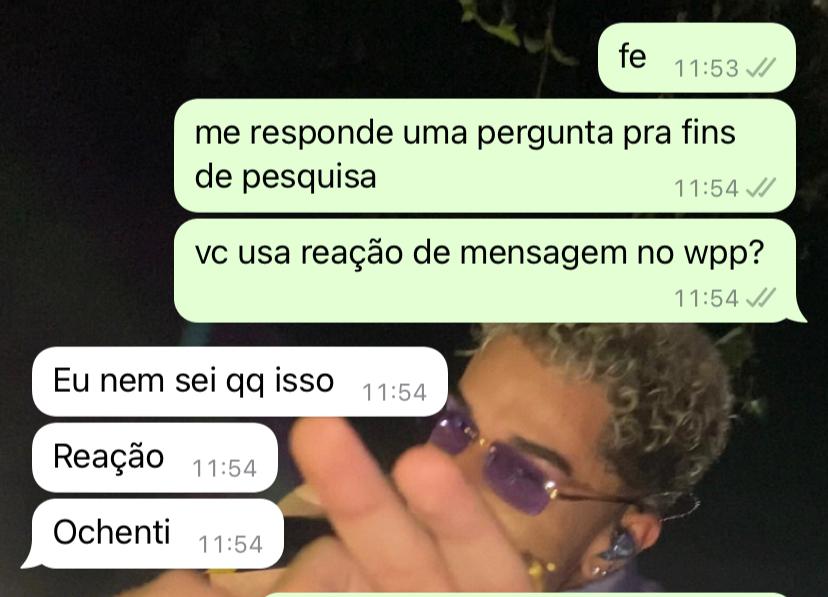 fe 11:53
me responde uma pergunta pra fins
de pesquisa 11:54
vc usa reação de mensagem no wpp?
11:54
Eu nem sei qq isso 11:54
Reação 11:54
Ochenti 11:54